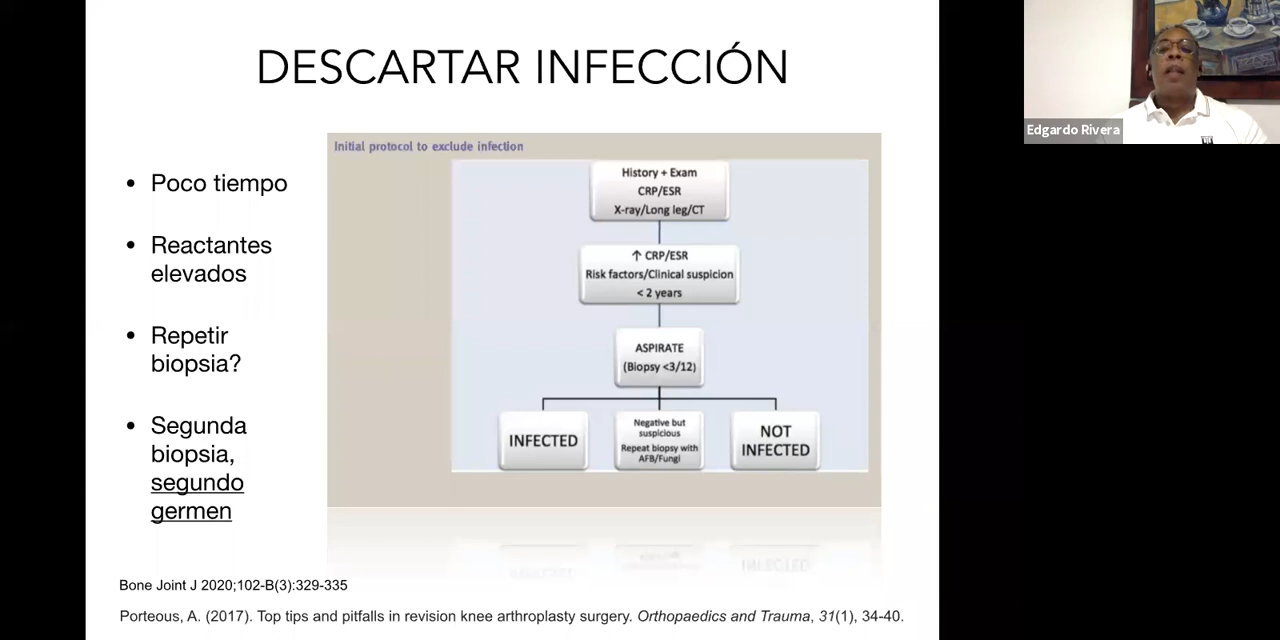 DESCARTAR INFECCIÓN
• Poco tiempo
• Reactantes
elevados
• Repetir
biopsia?
• Segunda
biopsia,
segundo
germen
Initial protocol to exclude infection
History + Exam
CRP/ESR
X-ray/Long leg/CT
↑ CRP/ESR
Risk factors/Clinical suspicion
< 2 years
ASPIRATE
(Biopsy <3/12)
INFECTED
Negative but
suspicious
Repeat biopsy with
AFB/Fungi
NOT
INFECTED
Bone Joint J 2020;102-B(3):329-335
Porteous, A. (2017). Top tips and pitfalls in revision knee arthroplasty surgery. Orthopaedics and Trauma, 31(1), 34-40.
Edgardo Rivera